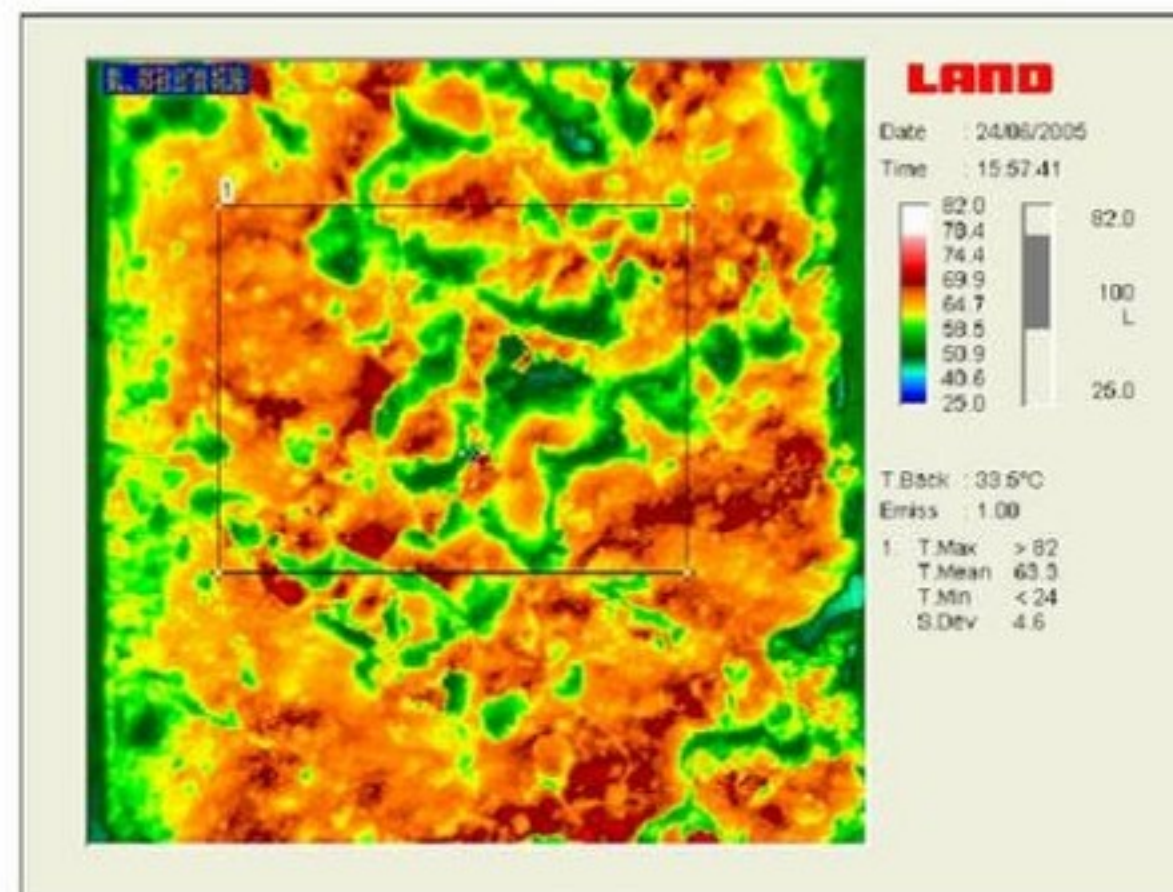 1
LAND
Date : 24/06/2005
Time : 15:57:41
82.0
78.4
74.4
69.9
64.7
58.5
50.9
40.6
25.0
82.0
100
L
25.0
T.Back : 33.5°C
Emiss : 1.00
1: T.Max > 82
T.Mean 63.3
T.Min < 24
S.Dev 4.6